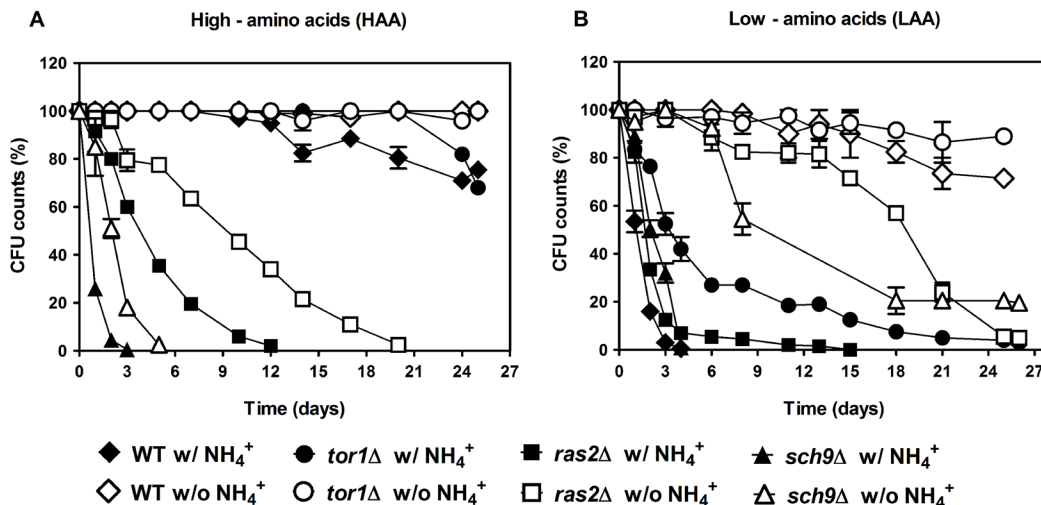 A
High - amino acids (HAA)
B
Low - amino acids (LAA)
CFU counts (%)
120
100
80
60
40
20
0
0 3 6 9 12 15 18 21 24 27
Time (days)
CFU counts (%)
120
100
80
60
40
20
0
0 3 6 9 12 15 18 21 24 27
Time (days)
WT w/ NH₄⁺
tor1Δ w/ NH₄⁺
ras2Δ w/ NH₄⁺
sch9Δ w/ NH₄⁺
WT w/o NH₄⁺
tor1Δ w/o NH₄⁺
ras2Δ w/o NH₄⁺
sch9Δ w/o NH₄⁺